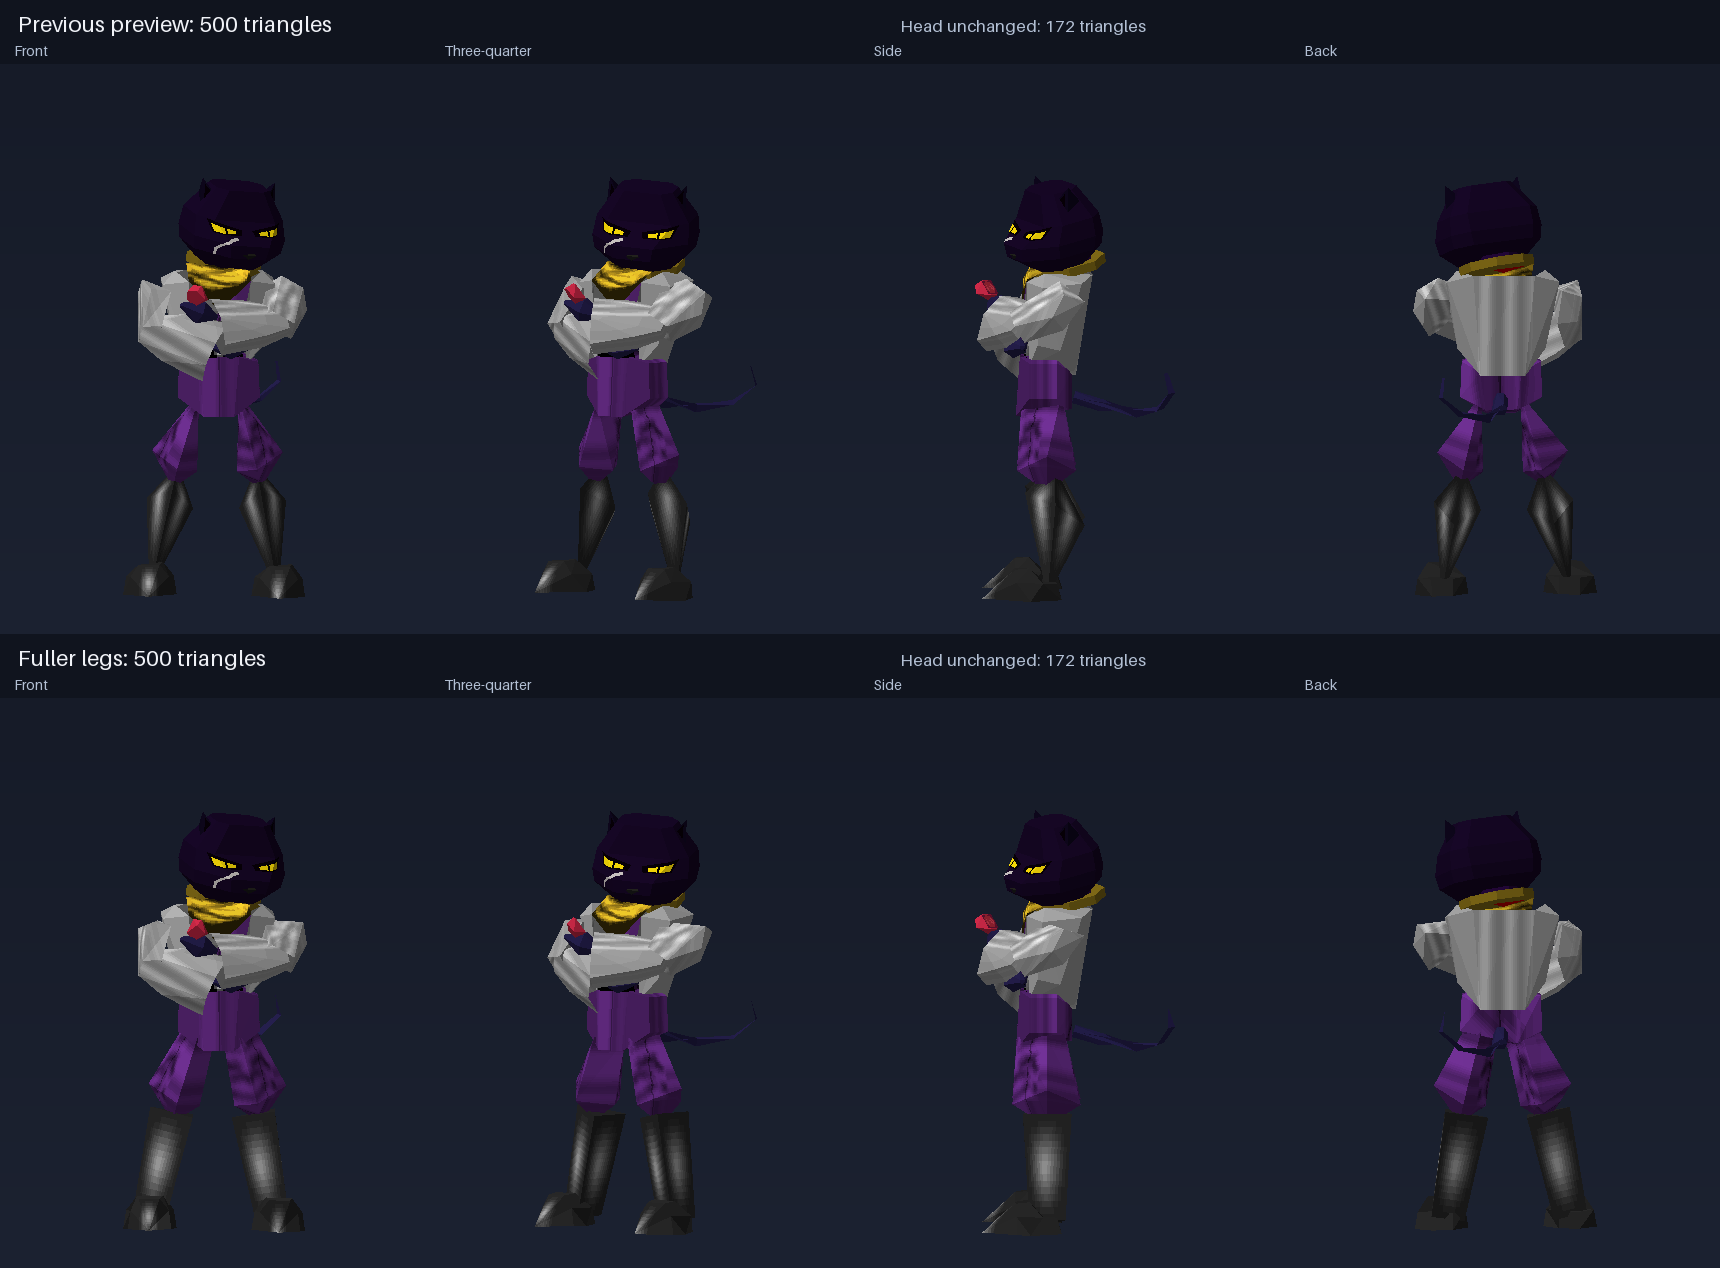 Previous preview: 500 triangles
Head unchanged: 172 triangles
Front
Three-quarter
Side
Back
Fuller legs: 500 triangles
Head unchanged: 172 triangles
Front
Three-quarter
Side
Back